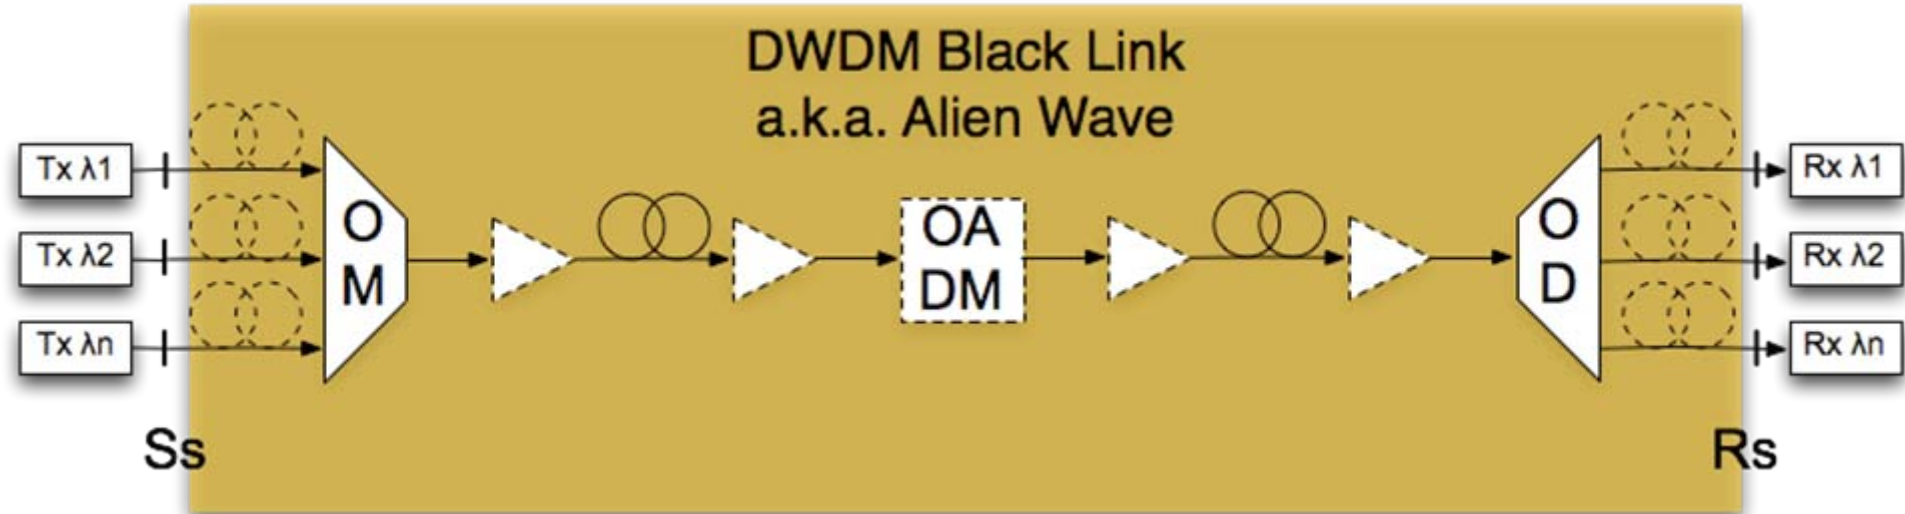 DWDM Black Link
a.k.a. Alien Wave
Tx λ1
Tx λ2
Tx λn
O
M
OA
DM
O
D
Rx λ1
Rx λ2
Rx λn
Ss
Rs